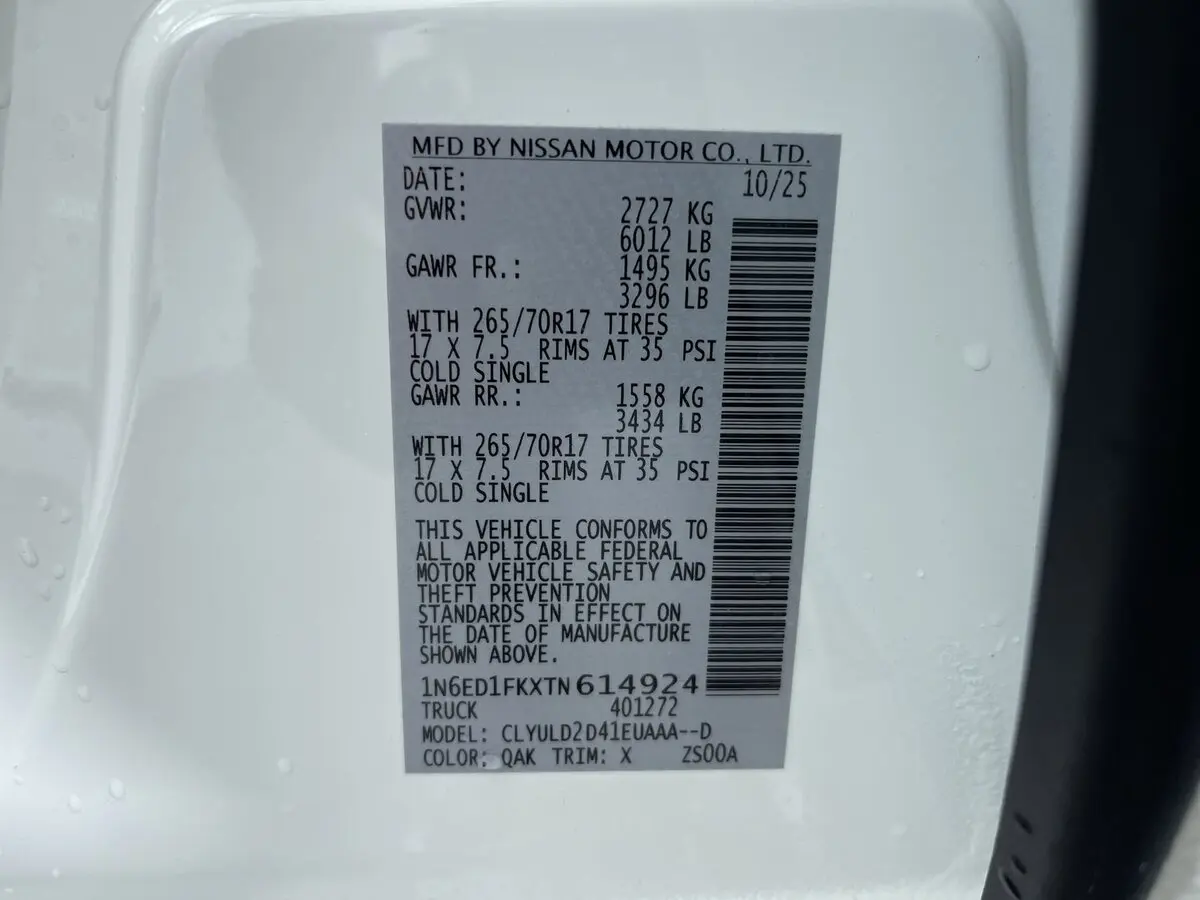 MFD BY NISSAN MOTOR CO., LTD.
DATE: 10/25
GVWR: 2727 KG
6012 LB
GAWR FR.: 1495 KG
3296 LB
WITH 265/70R17 TIRES
17 X 7.5 RIMS AT 35 PSI
COLD SINGLE
GAWR RR.: 1558 KG
3434 LB
WITH 265/70R17 TIRES
17 X 7.5 RIMS AT 35 PSI
COLD SINGLE
THIS VEHICLE CONFORMS TO
ALL APPLICABLE FEDERAL
MOTOR VEHICLE SAFETY AND
THEFT PREVENTION
STANDARDS IN EFFECT ON
THE DATE OF MANUFACTURE
SHOWN ABOVE.
1N6ED1FKXTN614924
TRUCK 401272
MODEL: CLYULD2D41EUAAA--D
COLOR: QAK TRIM: X ZS00A